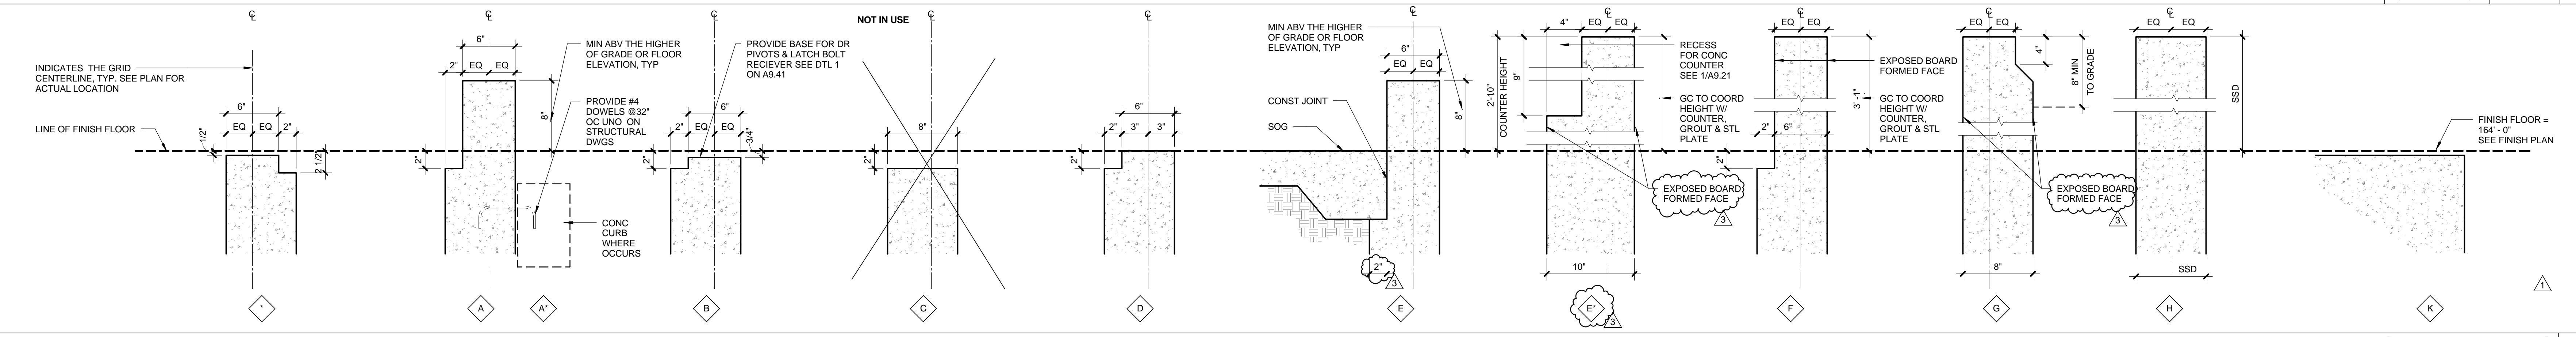 INDICATES THE GRID
CENTERLINE, TYP. SEE PLAN FOR
ACTUAL LOCATION
LINE OF FINISH FLOOR
℄
6"
EQ
EQ
2"
1/2"
2 1/2"
*
℄
6"
2"
EQ
EQ
8"
2"
MIN ABV THE HIGHER
OF GRADE OR FLOOR
ELEVATION, TYP
PROVIDE #4
DOWELS @32"
OC UNO ON
STRUCTURAL
DWGS
CONC
CURB
WHERE
OCCURS
A
A*
℄
PROVIDE BASE FOR DR
PIVOTS & LATCH BOLT
RECIEVER SEE DTL 1
ON A9.41
6"
2"
EQ
EQ
3/4"
2"
B
NOT IN USE
℄
8"
2"
C
℄
6"
2"
3"
3"
2"
D
MIN ABV THE HIGHER
OF GRADE OR FLOOR
ELEVATION, TYP
℄
6"
EQ
EQ
8"
CONST JOINT
SOG
2"
3
E
℄
4"
EQ
EQ
2'-10"
COUNTER HEIGHT
9"
RECESS
FOR CONC
COUNTER
SEE 1/A9.21
GC TO COORD
HEIGHT W/
COUNTER,
GROUT & STL
PLATE
EXPOSED BOARD
FORMED FACE
3
10"
E*
3
℄
EQ
EQ
EXPOSED BOARD
FORMED FACE
3' -1"
GC TO COORD
HEIGHT W/
COUNTER,
GROUT & STL
PLATE
2"
6"
2"
F
℄
EQ
EQ
4"
8" MIN
TO GRADE
EXPOSED BOARD
FORMED FACE
3
8"
G
℄
EQ
EQ
SSD
SSD
H
FINISH FLOOR =
164' - 0"
SEE FINISH PLAN
K
1